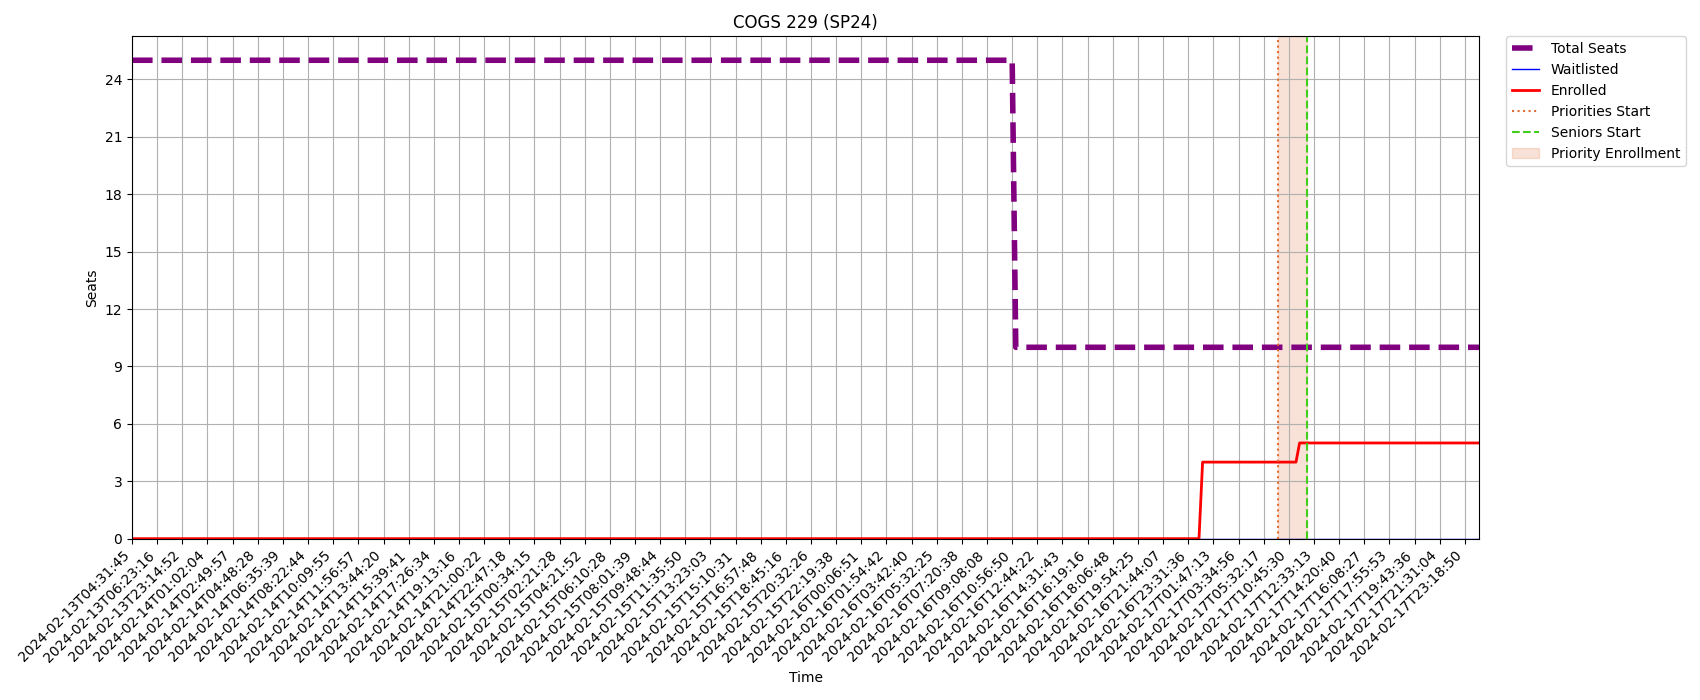 COGS 229 (SP24)
Total Seats
Waitlisted
Enrolled
Priorities Start
Seniors Start
Priority Enrollment
Seats
24
21
18
15
12
9
6
3
0
2024-02-13T04:31:45
2024-02-13T06:23:16
2024-02-13T23:14:52
2024-02-14T01:02:04
2024-02-14T02:49:57
2024-02-14T04:48:28
2024-02-14T06:35:39
2024-02-14T08:22:44
2024-02-14T10:09:55
2024-02-14T11:56:57
2024-02-14T13:44:20
2024-02-14T15:39:41
2024-02-14T17:26:34
2024-02-14T19:13:16
2024-02-14T21:00:22
2024-02-14T22:47:18
2024-02-15T00:34:15
2024-02-15T02:21:28
2024-02-15T04:21:52
2024-02-15T06:10:28
2024-02-15T08:01:39
2024-02-15T09:48:44
2024-02-15T11:35:50
2024-02-15T13:23:03
2024-02-15T15:10:31
2024-02-15T16:57:48
2024-02-15T18:45:16
2024-02-15T20:32:26
2024-02-15T22:19:38
2024-02-16T00:06:51
2024-02-16T01:54:42
2024-02-16T03:42:40
2024-02-16T05:32:25
2024-02-16T07:20:38
2024-02-16T09:08:08
2024-02-16T10:56:50
2024-02-16T12:44:22
2024-02-16T14:31:43
2024-02-16T16:19:16
2024-02-16T18:06:48
2024-02-16T19:54:25
2024-02-16T21:44:07
2024-02-16T23:31:36
2024-02-17T01:47:13
2024-02-17T03:34:56
2024-02-17T05:32:17
2024-02-17T10:45:30
2024-02-17T12:33:13
2024-02-17T14:20:40
2024-02-17T16:08:27
2024-02-17T17:55:53
2024-02-17T19:43:36
2024-02-17T21:31:04
2024-02-17T23:18:50
Time